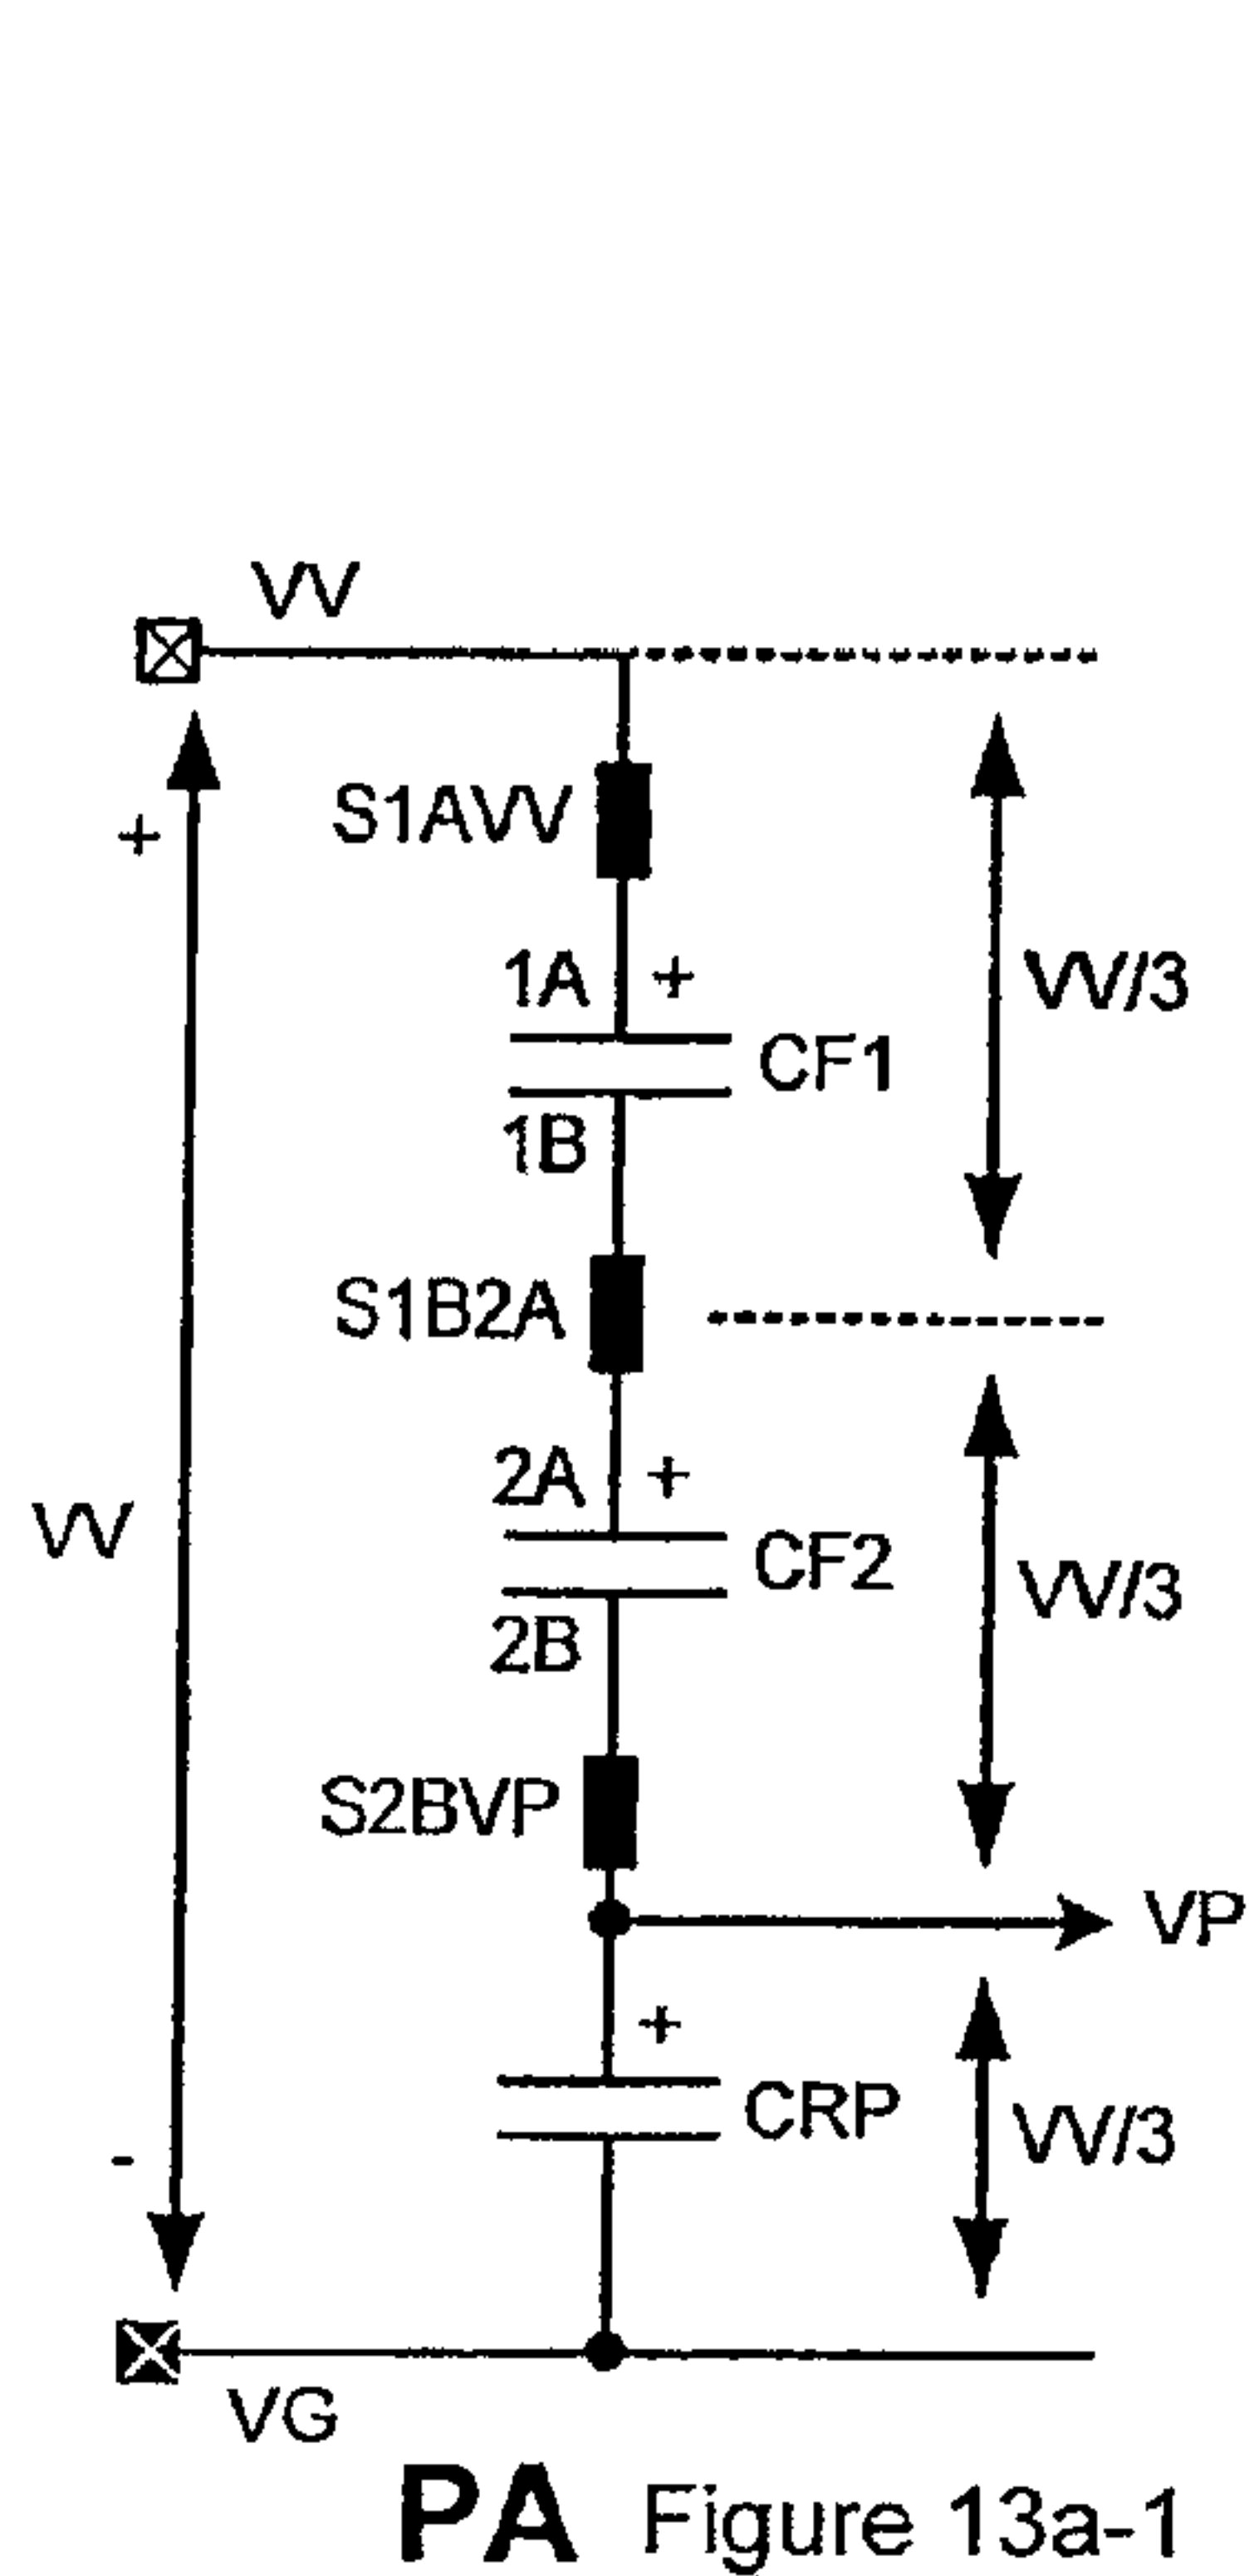 VV
S1AVV
+
1A +
VV/3
CF1
1B
S1B2A
2A +
VV
CF2
VV/3
2B
S2BVP
VP
+
CRP
VV/3
-
VG
PA Figure 13a-1